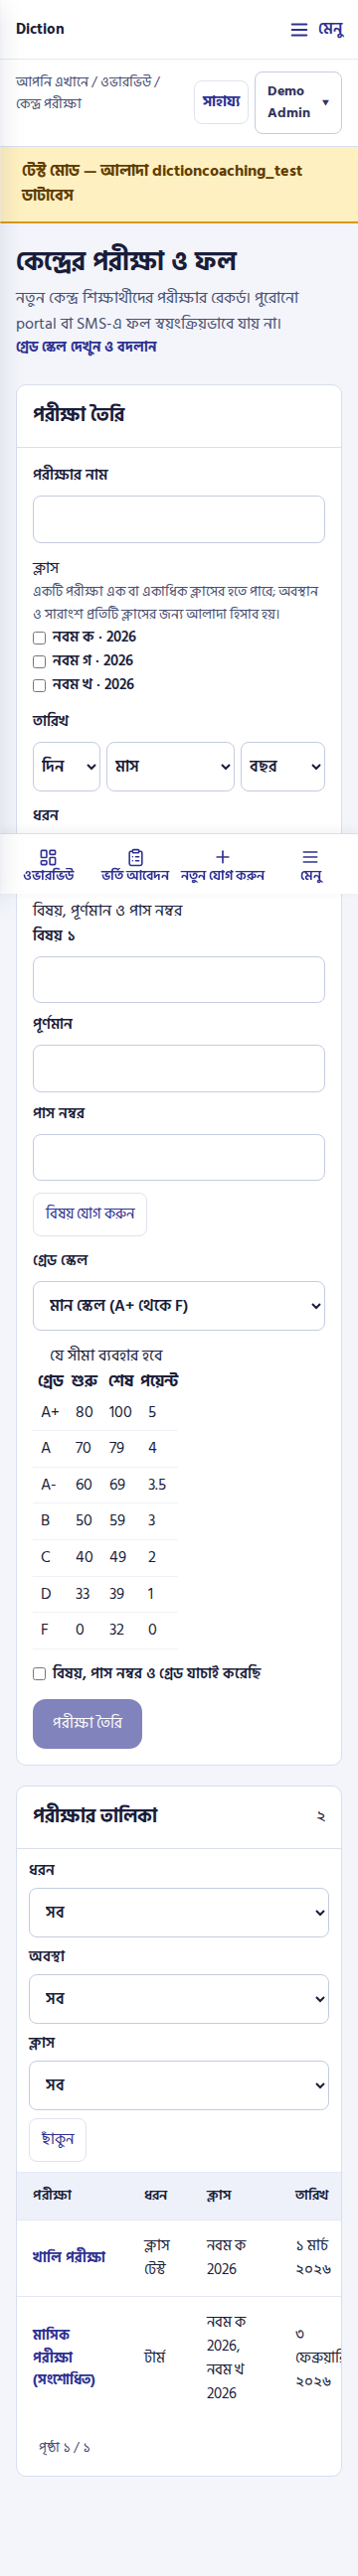 Diction
মেনু
আপনি এখানে / ওভারভিউ /
কেন্দ্র পরীক্ষা
সাহায্য
Demo
Admin
টেস্ট মোড — আলাদা dictioncoaching_test
ডাটাবেস
কেন্দ্রের পরীক্ষা ও ফল
নতুন কেন্দ্র শিক্ষার্থীদের পরীক্ষার রেকর্ড। পুরোনো
portal বা SMS-এ ফল স্বয়ংক্রিয়ভাবে যায় না।
গ্রেড স্কেল দেখুন ও বদলান
পরীক্ষা তৈরি
পরীক্ষার নাম
ক্লাস
একটি পরীক্ষা এক বা একাধিক ক্লাসের হতে পারে; অবস্থান
ও সারাংশ প্রতিটি ক্লাসের জন্য আলাদা হিসাব হয়।
নবম ক · 2026
নবম গ · 2026
নবম খ · 2026
তারিখ
দিন
মাস
বছর
ধরন
ওভারভিউ
ভর্তি আবেদন
নতুন যোগ করুন
মেনু
বিষয়, পূর্ণমান ও পাস নম্বর
বিষয় ১
পূর্ণমান
পাস নম্বর
বিষয় যোগ করুন
গ্রেড স্কেল
মান স্কেল (A+ থেকে F)
যে সীমা ব্যবহার হবে
গ্রেড শুরু শেষ পয়েন্ট
A+ 80 100 5
A 70 79 4
A- 60 69 3.5
B 50 59 3
C 40 49 2
D 33 39 1
F 0 32 0
বিষয়, পাস নম্বর ও গ্রেড যাচাই করেছি
পরীক্ষা তৈরি
পরীক্ষার তালিকা
২
ধরন
সব
অবস্থা
সব
ক্লাস
সব
ছাঁকুন
পরীক্ষা ধরন ক্লাস তারিখ
খালি পরীক্ষা
ক্লাস
টেস্ট
নবম ক
2026
১ মার্চ
২০২৬
মাসিক
পরীক্ষা
(সংশোধিত)
টার্ম
নবম ক
2026,
নবম খ
2026
৩
২০২৬
পৃষ্ঠা ১ / ১